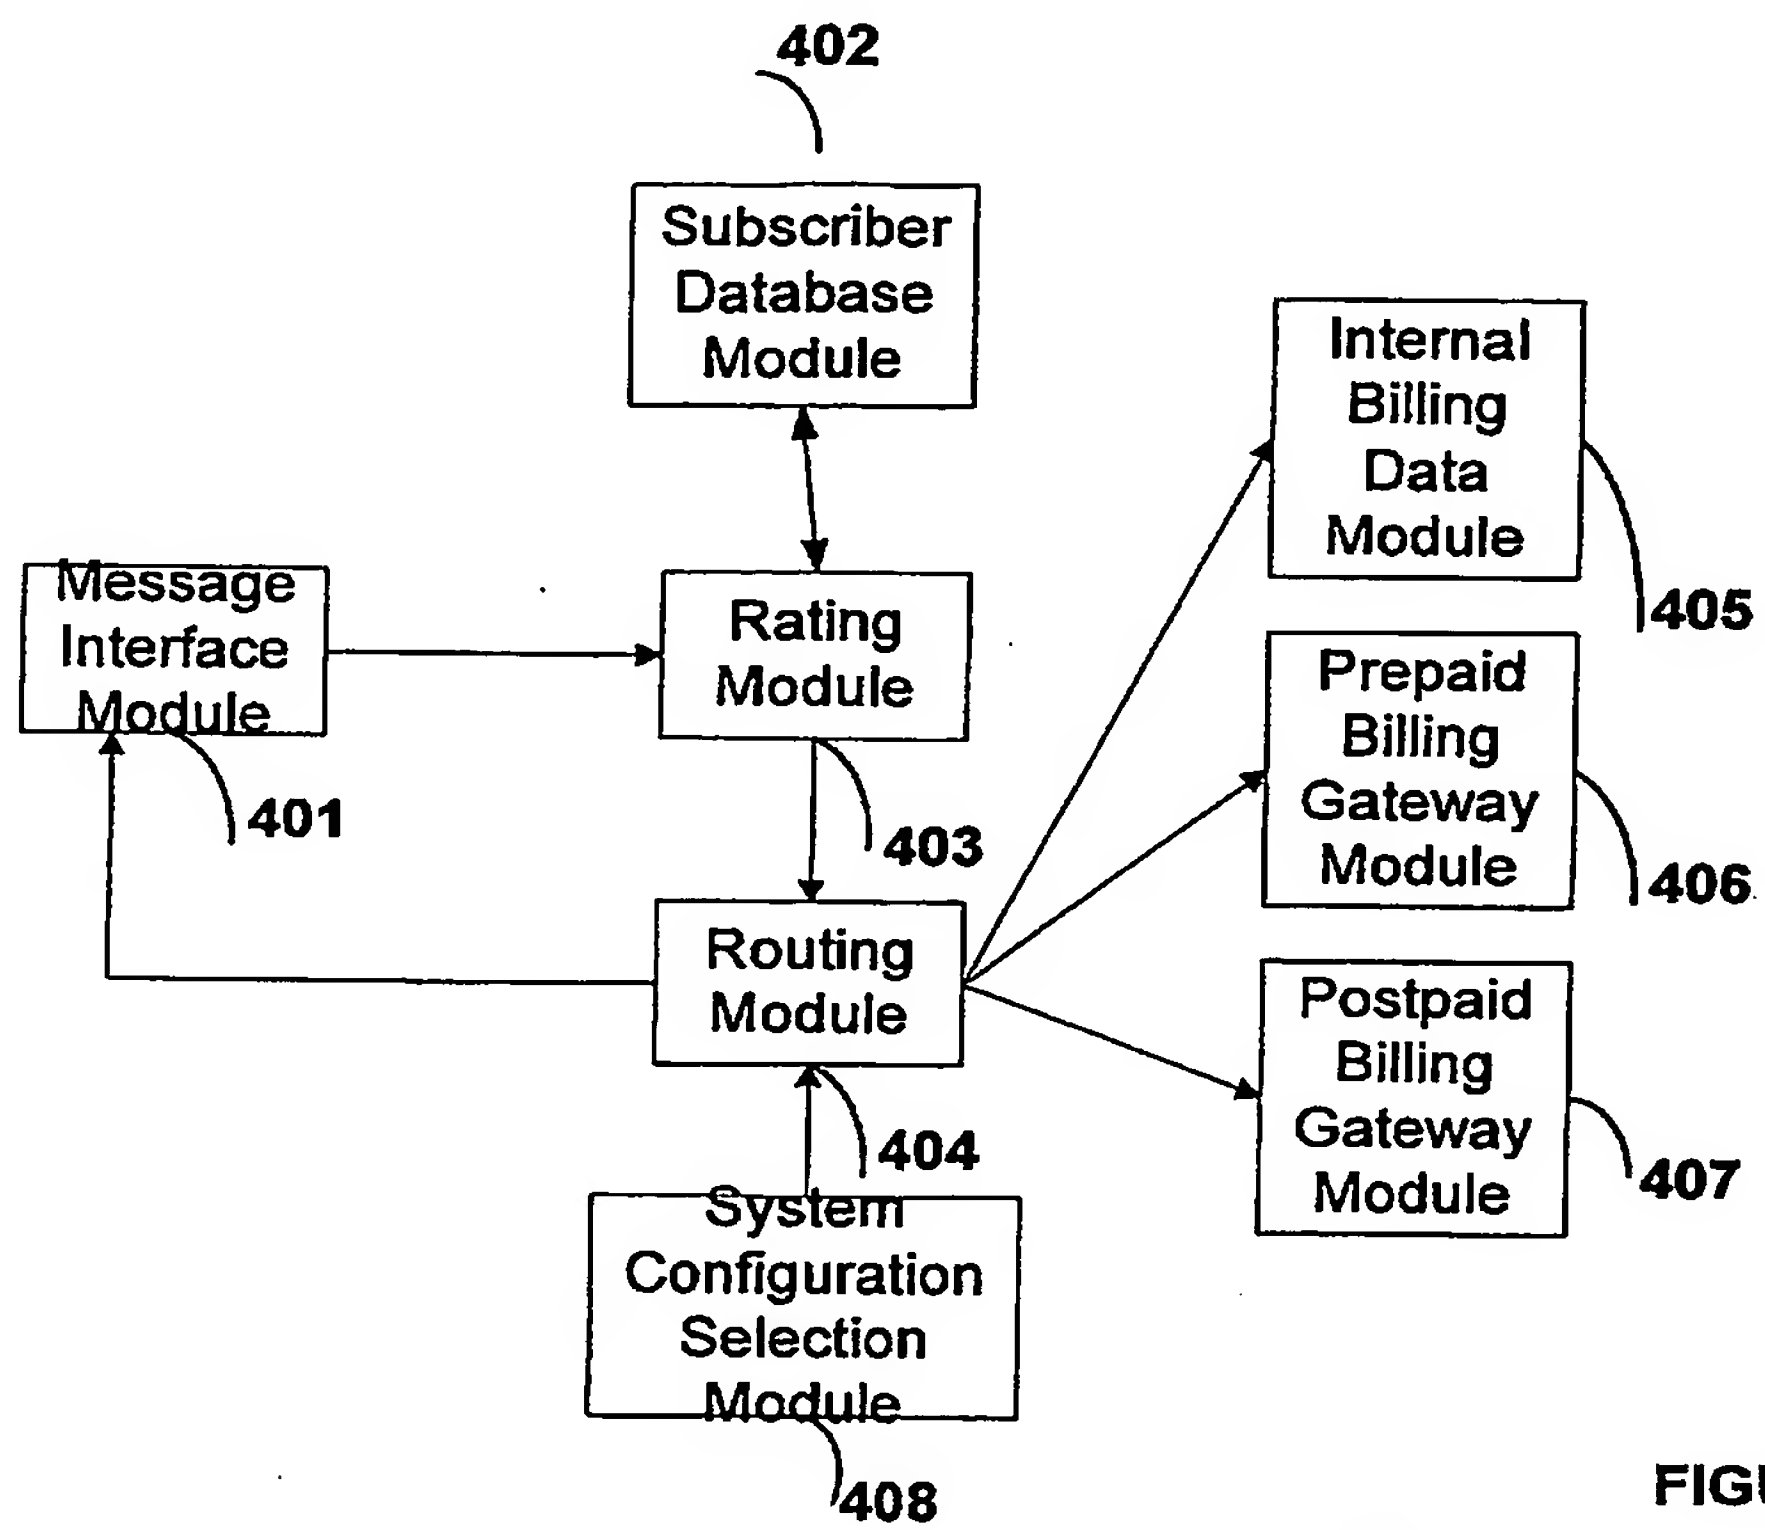 402
Subscriber
Database
Module
Internal
Billing
Data
Module
405
Message
Interface
Module
401
Rating
Module
403
Prepaid
Billing
Gateway
Module
406
Routing
Module
404
Postpaid
Billing
Gateway
Module
407
System
Configuration
Selection
Module
408